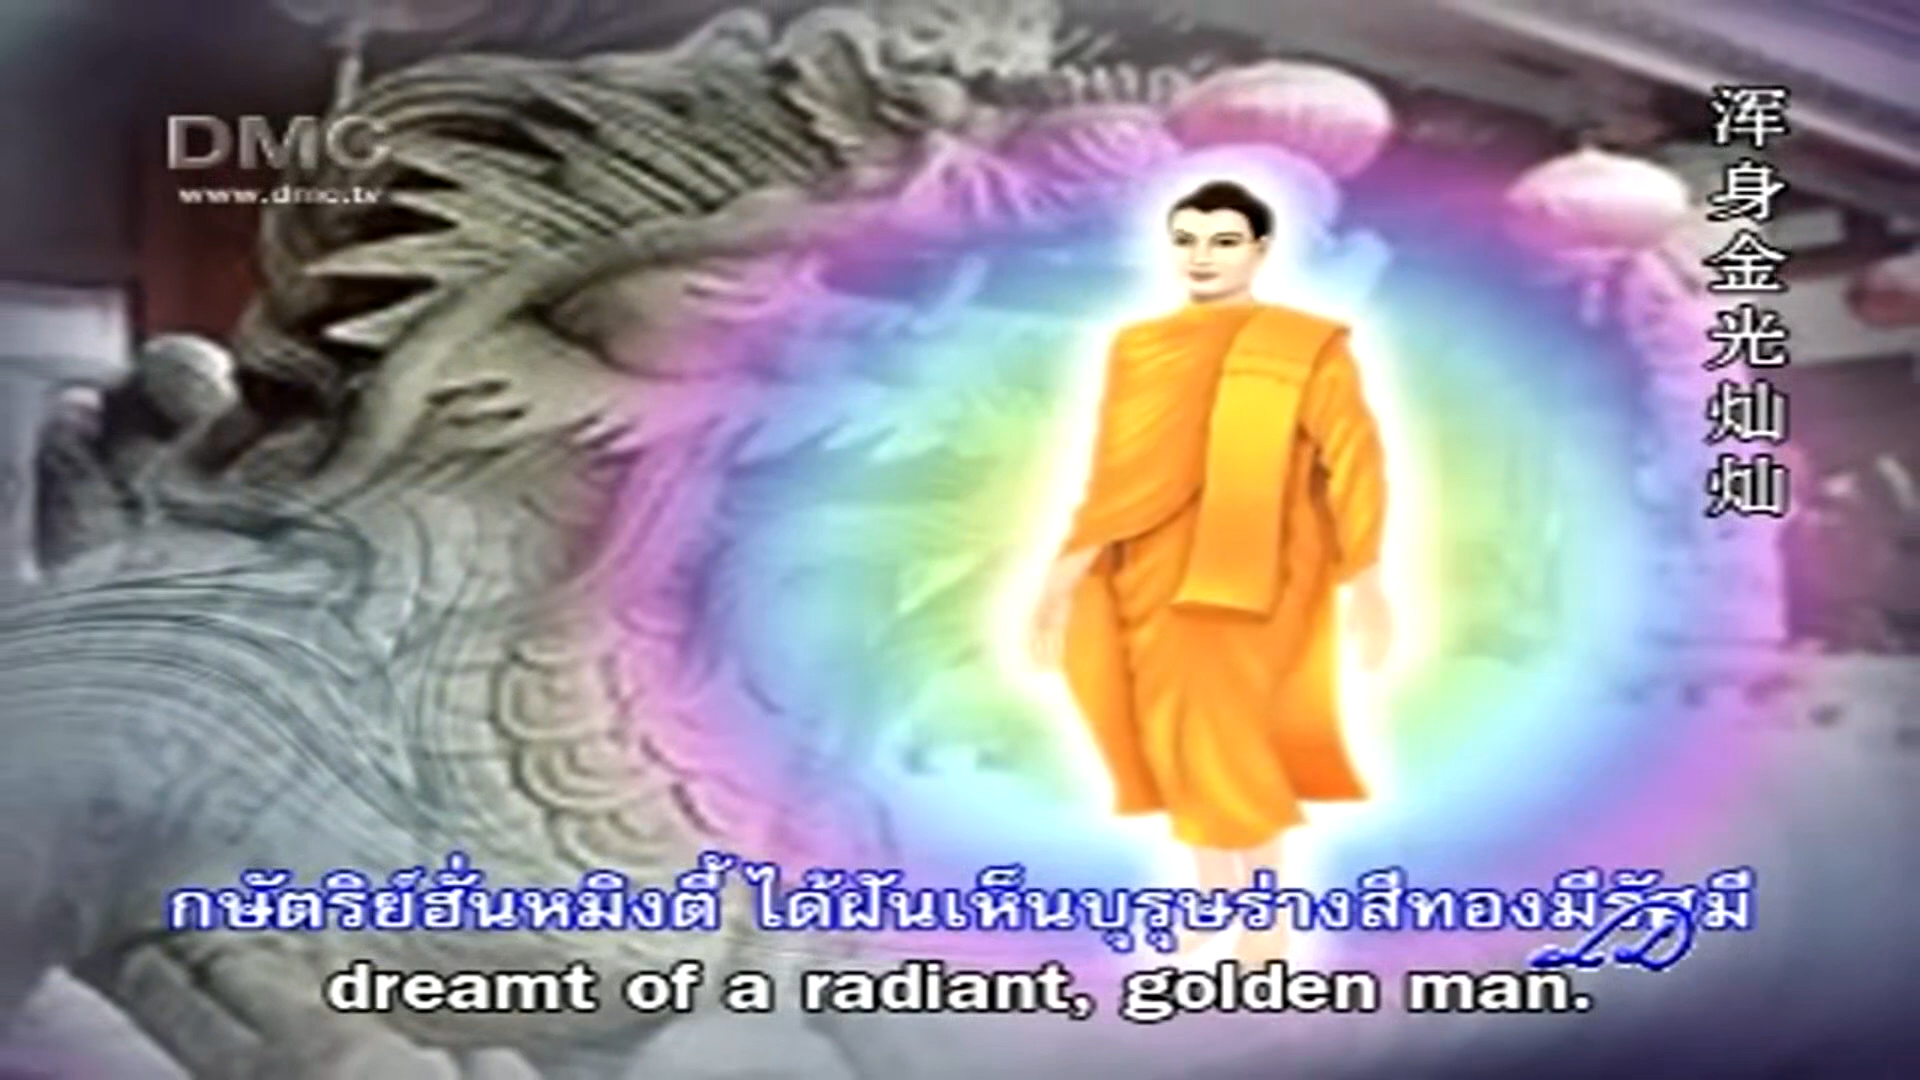 DMC
www.dmc.tv
浑身金光灿灿
กษัตริย์ฮั่นหมิงตี้ ได้ฝันเห็นบุรุษร่างสีทองมีรัศมี
dreamt of a radiant, golden man.